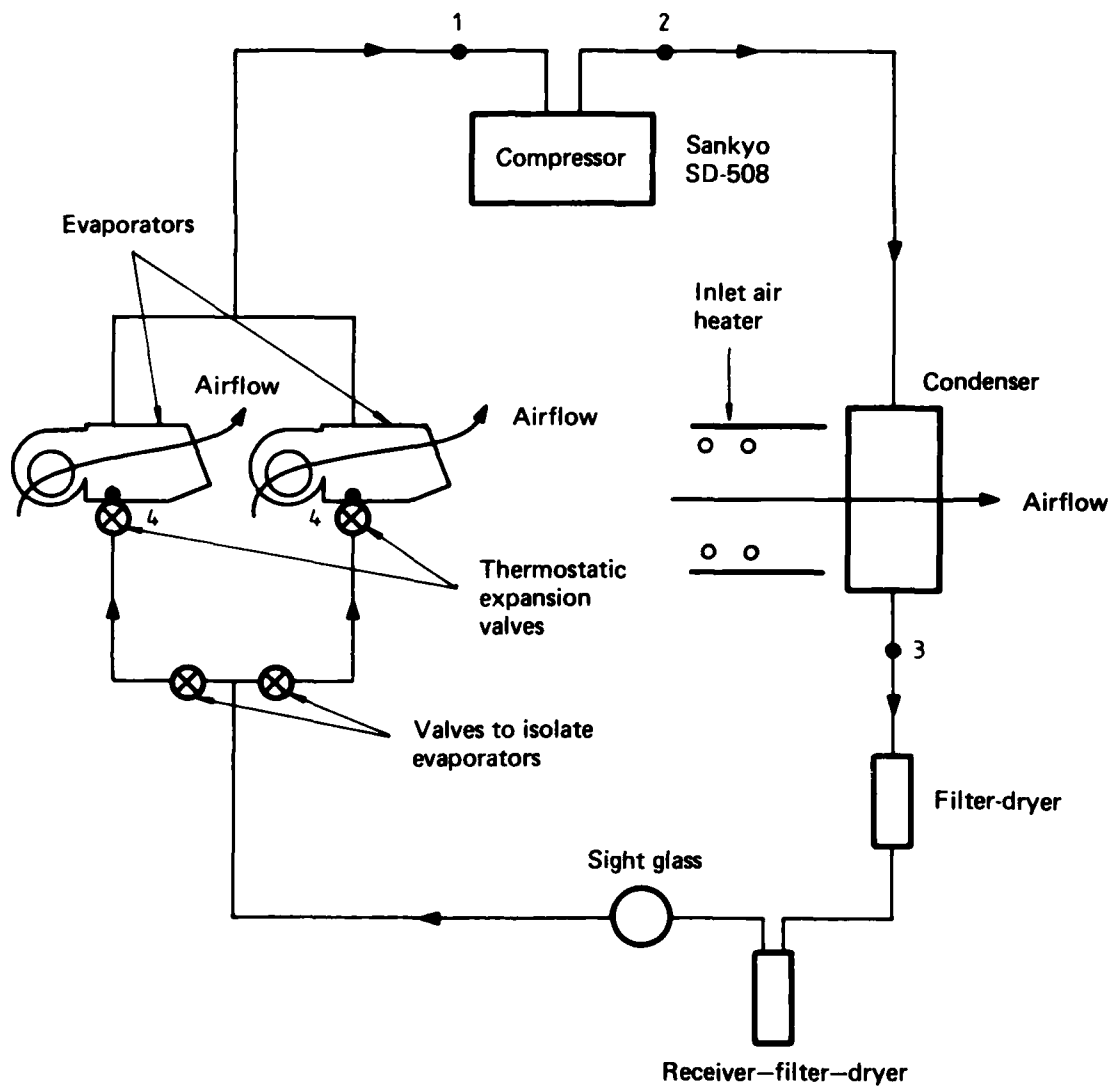 1
2
Compressor
Sankyo
SD-508
Evaporators
Inlet air
heater
Condenser
Airflow
Airflow
Airflow
4
4
Thermostatic
expansion
valves
3
Valves to isolate
evaporators
Filter-dryer
Sight glass
Receiver—filter—dryer